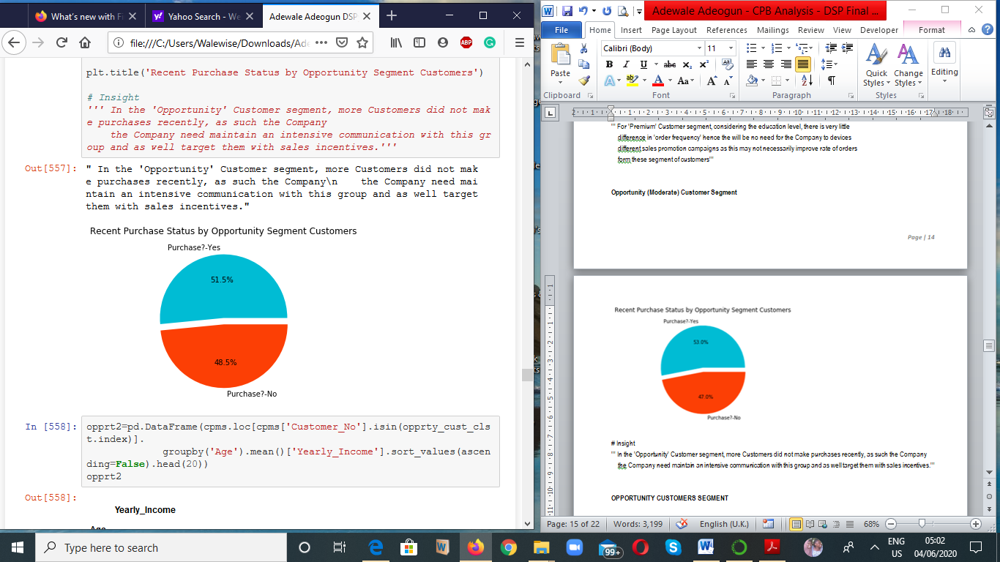 What's new with Fi
Yahoo Search - We
Adewale Adeogun DSP
file:///C:/Users/Walewise/Downloads/Ade
plt.title('Recent Purchase Status by Opportunity Segment Customers')
# Insight
''' In the 'Opportunity' Customer segment, more Customers did not mak
e purchases recently, as such the Company
the Company need maintain an intensive communication with this gr
oup and as well target them with sales incentives.'''
Out[557]:
" In the 'Opportunity' Customer segment, more Customers did not mak
e purchases recently, as such the Company\n    the Company need mai
ntain an intensive communication with this group and as well target
them with sales incentives."
Recent Purchase Status by Opportunity Segment Customers
Purchase?-Yes
51.5%
48.5%
Purchase?-No
In [558]:
opprt2=pd.DataFrame(cpms.loc[cpms['Customer_No'].isin(opprty_cust_cls
t.index)].
groupby('Age').mean()['Yearly_Income'].sort_values(ascen
ding=False).head(20))
opprt2
Out[558]:
Yearly_Income
Age
Adewale Adeogun - CPB Analysis - DSP Final ...
File Home Insert Page Layout References Mailings Review View Developer Format
Calibri (Body) 11
Paste
Quick Styles
Change Styles
Editing
Clipboard Font Paragraph Styles
''' For 'Premium' Customer segment, considering the education level, there is very little
difference in 'order frequency' hence the will be no need for the Company to devices
different sales promotion campaigns as this may not necessarily improve rate of orders
form these segment of customers'''
Opportunity (Moderate) Customer Segment
Page | 14
Recent Purchase Status by Opportunity Segment Customers
Purchase?-Yes
53.0%
47.0%
Purchase?-No
# Insight
''' In the 'Opportunity' Customer segment, more Customers did not make purchases recently, as such the Company
the Company need maintain an intensive communication with this group and as well target them with sales incentives.'''
OPPORTUNITY CUSTOMERS SEGMENT
Page: 15 of 22 Words: 3,199 English (U.K.) 68%
Type here to search
99+
ENG
US
05:02
04/06/2020